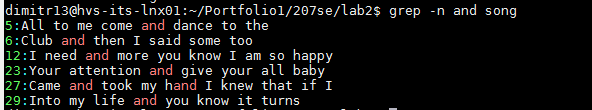 dimitr13@hvs-its-lnx01:~/Portfolio1/207se/lab2$ grep -n and song
5:All to me come and dance to the
6:Club and then I said some too
12:I need and more you know I am so happy
23:Your attention and give your all baby
27:Came and took my hand I knew that if I
29:Into my life and you know it turns